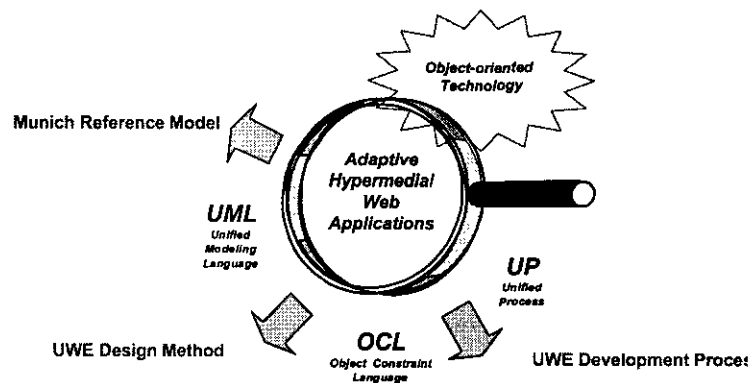 Object-oriented
Technology
Munich Reference Model
Adaptive
Hypermedial
Web
Applications
UML
Unified
Modeling
Language
UP
Unified
Process
OCL
Object Constraint
Language
UWE Design Method
UWE Development Proces